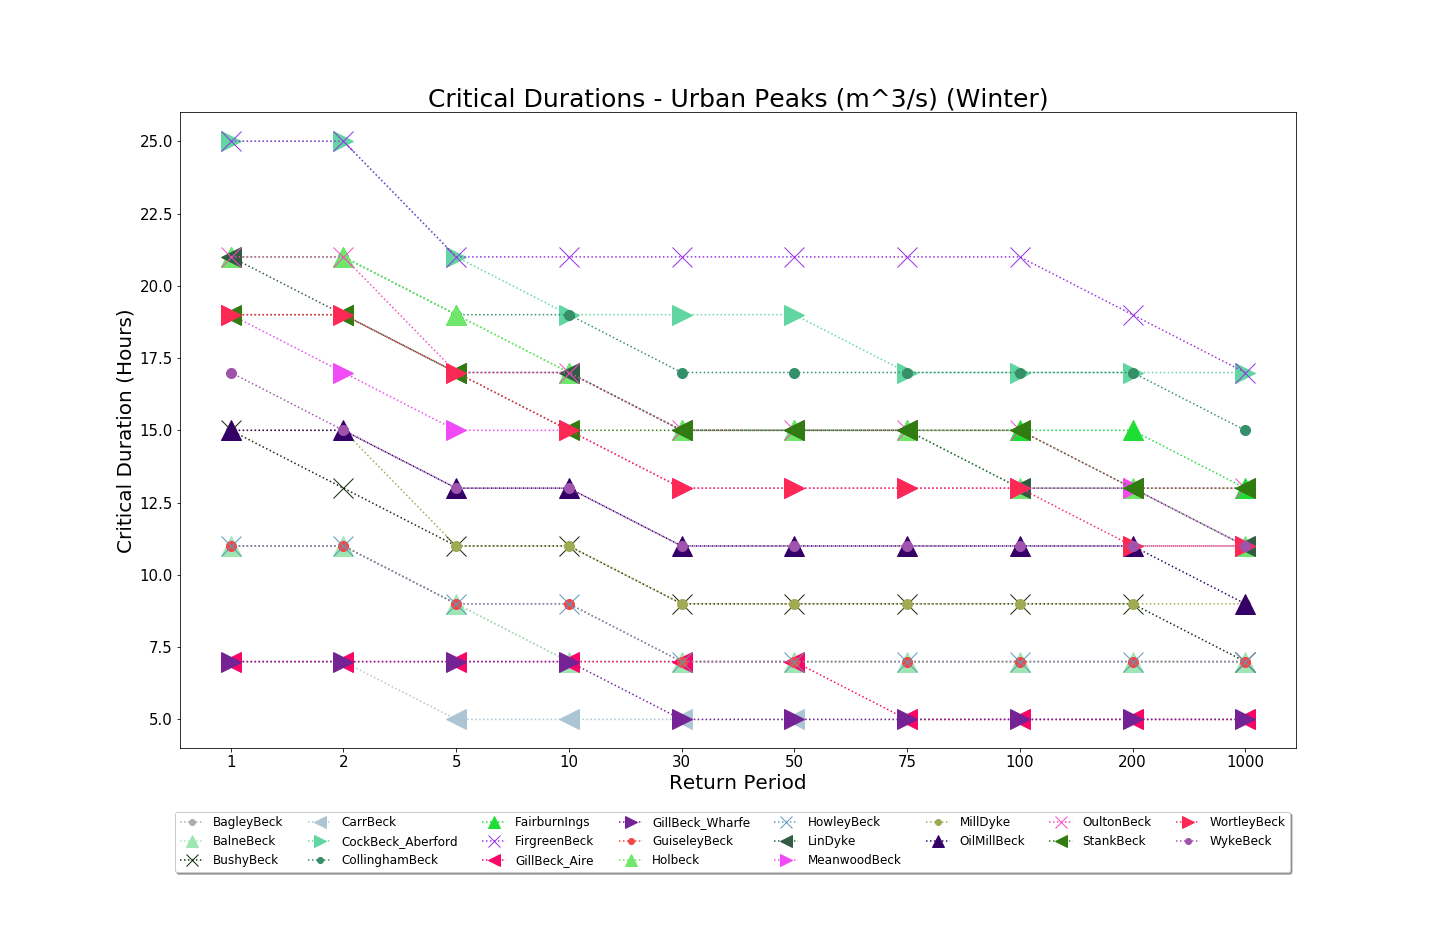 Critical Durations - Urban Peaks (m^3/s) (Winter)
Critical Duration (Hours)
25.0
22.5
20.0
17.5
15.0
12.5
10.0
7.5
5.0
1 2 5 10 30 50 75 100 200 1000
Return Period
BagleyBeck CarrBeck FairburnIngs GillBeck_Wharfe HowleyBeck MillDyke OultonBeck WortleyBeck
BalneBeck CockBeck_Aberford FirgreenBeck GuiseleyBeck LinDyke OilMillBeck StankBeck WykeBeck
BushyBeck CollinghamBeck GillBeck_Aire Holbeck MeanwoodBeck